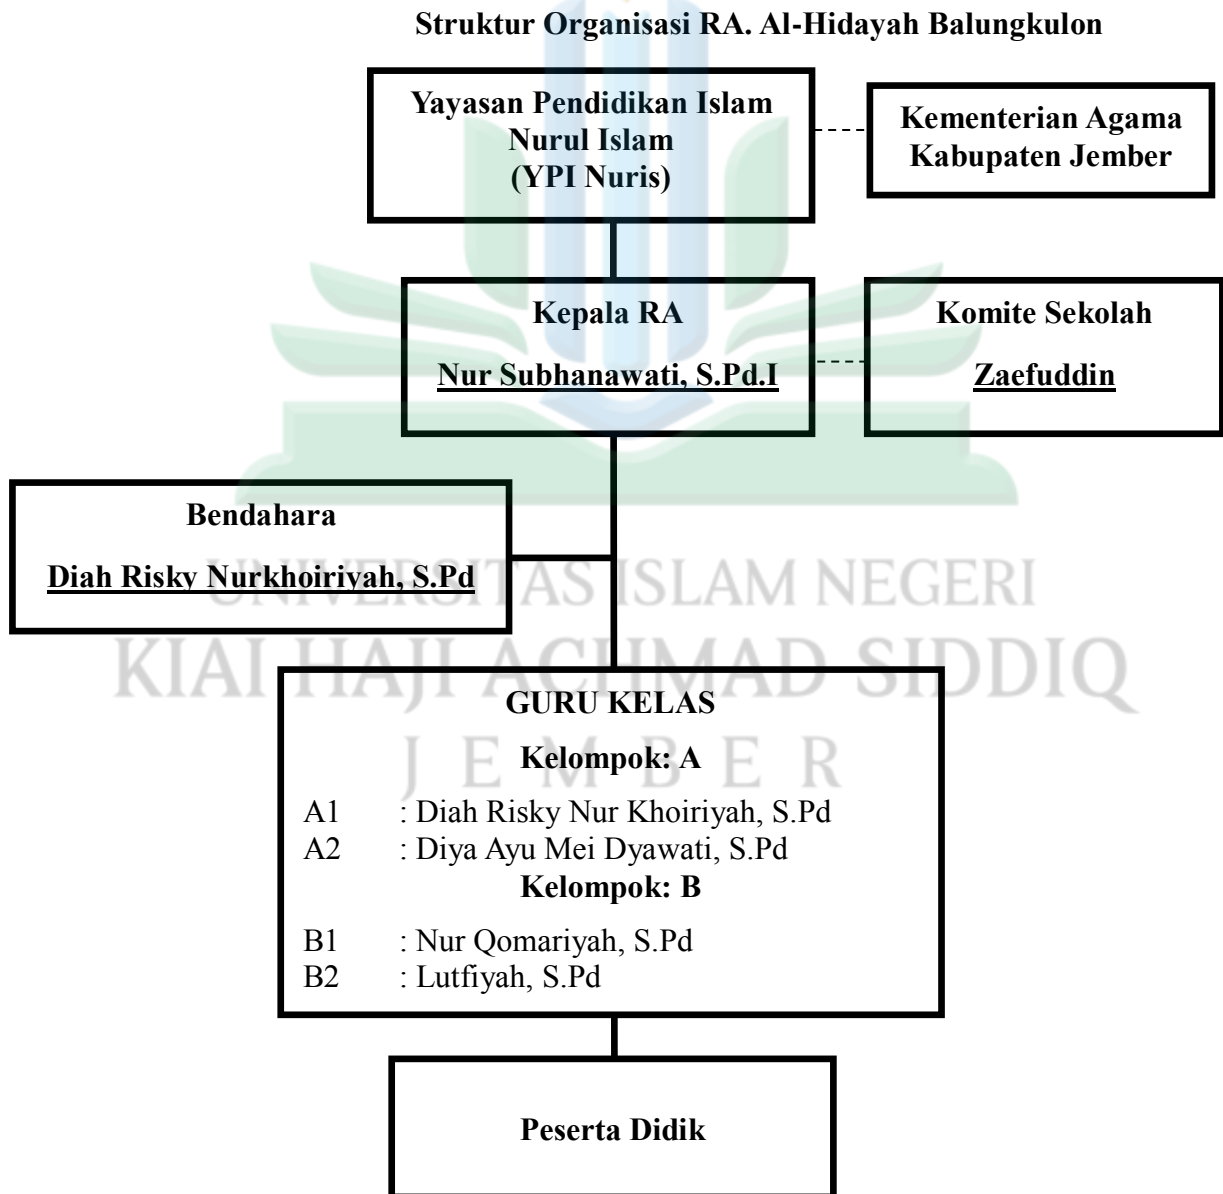 Struktur Organisasi RA. Al-Hidayah Balungkulon
Yayasan Pendidikan Islam
Nurul Islam
(YPI Nuris)
Kementerian Agama
Kabupaten Jember
Kepala RA
Nur Subhanawati, S.Pd.I
Komite Sekolah
Zaefuddin
Bendahara
Diah Risky Nurkhoiriyah, S.Pd
UNIVERSITAS ISLAM NEGERI
KIAI HAJI ACHMAD SIDDIQ
JEMBER
GURU KELAS
Kelompok: A
A1 : Diah Risky Nur Khoiriyah, S.Pd
A2 : Diya Ayu Mei Dyawati, S.Pd
Kelompok: B
B1 : Nur Qomariyah, S.Pd
B2 : Lutfiyah, S.Pd
Peserta Didik